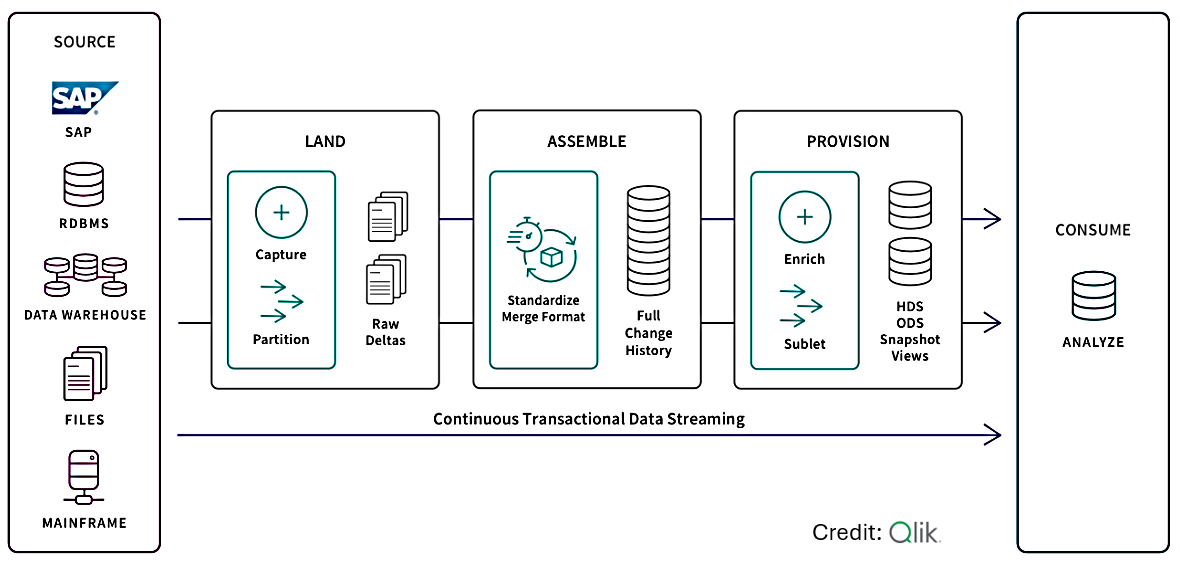 SOURCE
SAP
SAP
RDBMS
DATA WAREHOUSE
FILES
MAINFRAME
LAND
Capture
Partition
Raw
Deltas
ASSEMBLE
Standardize
Merge Format
Full
Change
History
PROVISION
Enrich
Sublet
HDS
ODS
Snapshot
Views
Continuous Transactional Data Streaming
CONSUME
ANALYZE
Credit: Qlik